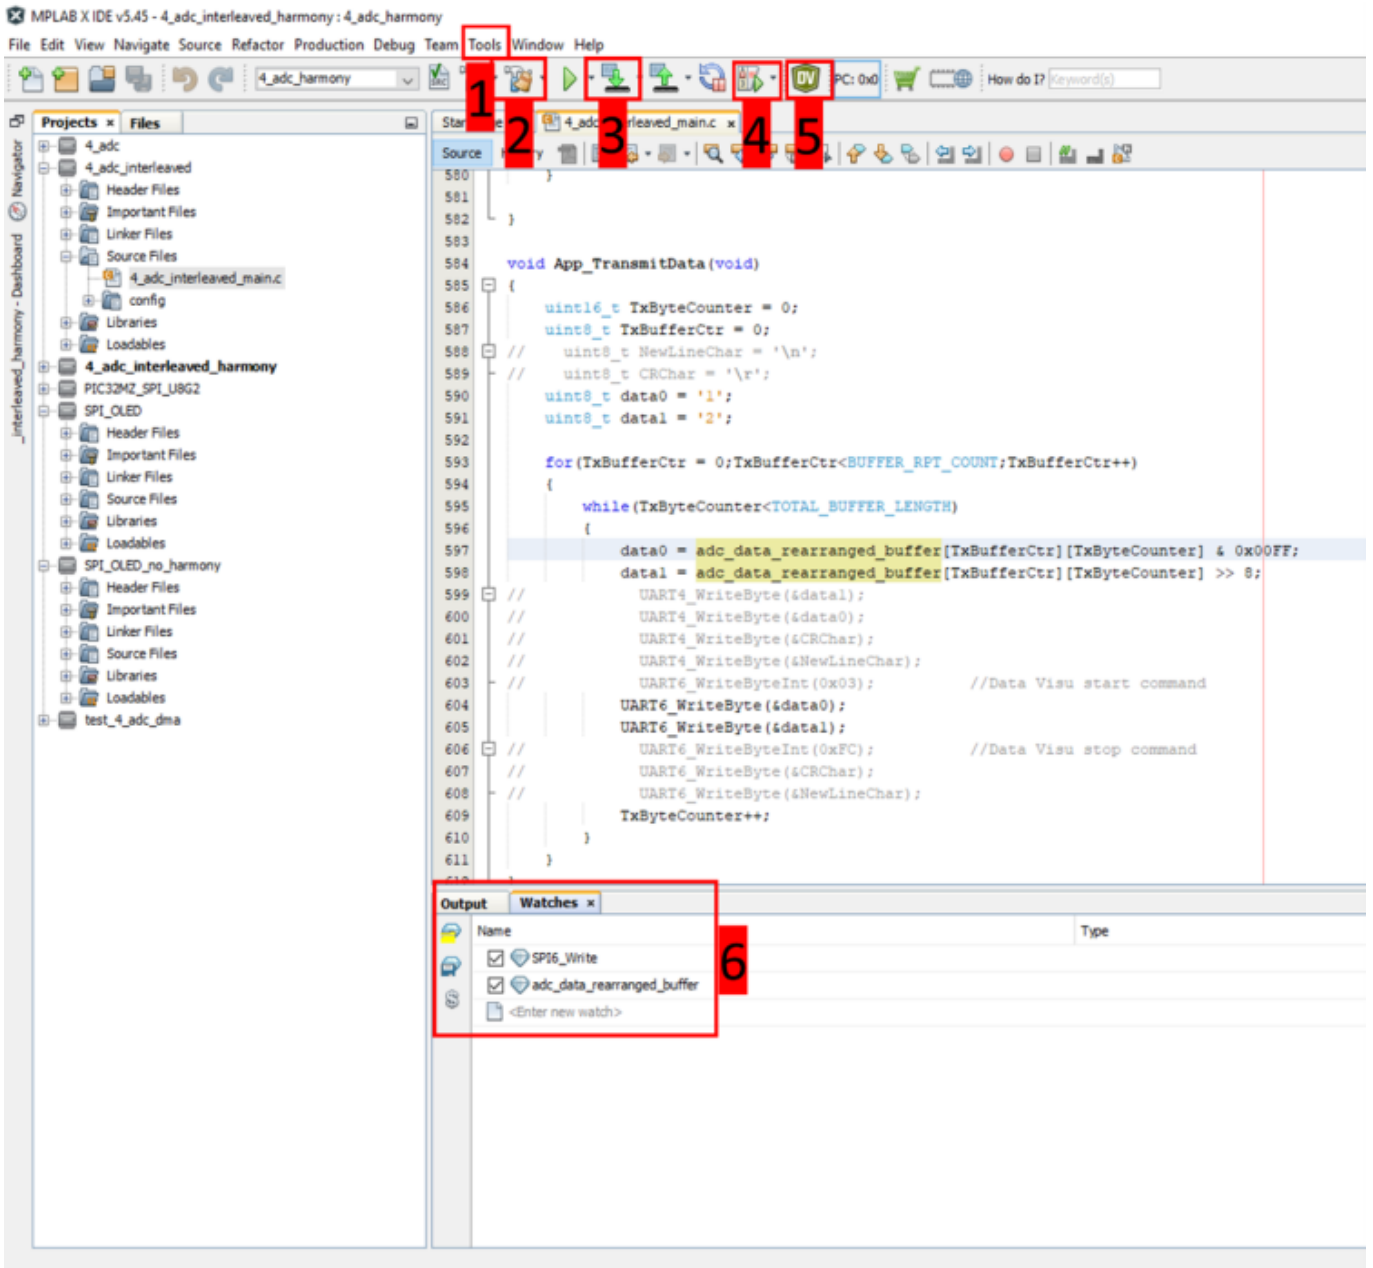 MPLAB X IDE v5.45 - 4_adc_interleaved_harmony : 4_adc_harmony
File Edit View Navigate Source Refactor Production Debug Team Tools Window Help
4_adc_harmony
PC: 0x0
How do I? Keyword(s)
1
2
3
4
5
Projects × Files
4_adc_interleaved_main.c ×
Source
Navigator
_interleaved_harmony - Dashboard
4_adc
4_adc_interleaved
Header Files
Important Files
Linker Files
Source Files
4_adc_interleaved_main.c
config
Libraries
Loadables
4_adc_interleaved_harmony
PIC32MZ_SPI_U8G2
SPI_OLED
Header Files
Important Files
Linker Files
Source Files
Libraries
Loadables
SPI_OLED_no_harmony
Header Files
Important Files
Linker Files
Source Files
Libraries
Loadables
test_4_adc_dma
580 }
581
582 }
583
584 void App_TransmitData(void)
585 {
586 uint16_t TxByteCounter = 0;
587 uint8_t TxBufferCtr = 0;
588 // uint8_t NewLineChar = '\n';
589 // uint8_t CRChar = '\r';
590 uint8_t data0 = '1';
591 uint8_t data1 = '2';
592
593 for(TxBufferCtr = 0;TxBufferCtr<BUFFER_RPT_COUNT;TxBufferCtr++)
594 {
595 while(TxByteCounter<TOTAL_BUFFER_LENGTH)
596 {
597 data0 = adc_data_rearranged_buffer[TxBufferCtr][TxByteCounter] & 0x00FF;
598 data1 = adc_data_rearranged_buffer[TxBufferCtr][TxByteCounter] >> 8;
599 // UART4_WriteByte(&data1);
600 // UART4_WriteByte(&data0);
601 // UART4_WriteByte(&CRChar);
602 // UART4_WriteByte(&NewLineChar);
603 // UART6_WriteByteInt(0x03); //Data Visu start command
604 UART6_WriteByte(&data0);
605 UART6_WriteByte(&data1);
606 // UART6_WriteByteInt(0xFC); //Data Visu stop command
607 // UART6_WriteByte(&CRChar);
608 // UART6_WriteByte(&NewLineChar);
609 TxByteCounter++;
610 }
611 }
Output Watches ×
Name Type
SPI6_Write
adc_data_rearranged_buffer
<Enter new watch>
6